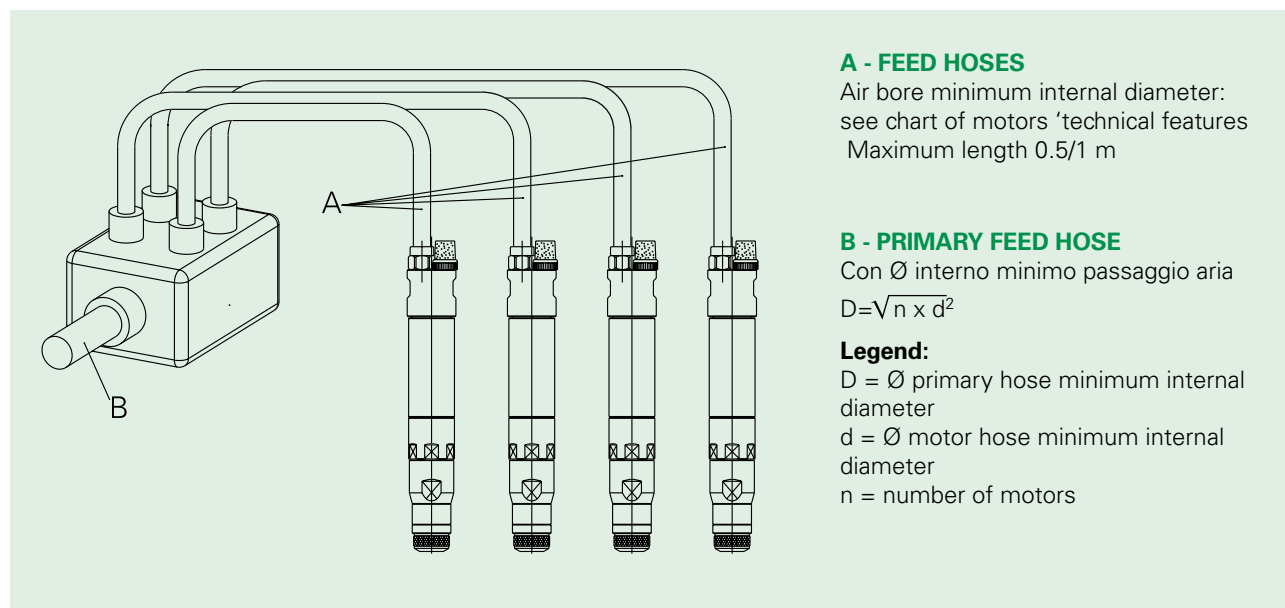 A - FEED HOSES
Air bore minimum internal diameter:
see chart of motors ‘technical features
Maximum length 0.5/1 m
A
B - PRIMARY FEED HOSE
Con Ø interno minimo passaggio aria
D=√n x d²
Legend:
D = Ø primary hose minimum internal
diameter
d = Ø motor hose minimum internal
diameter
n = number of motors
B